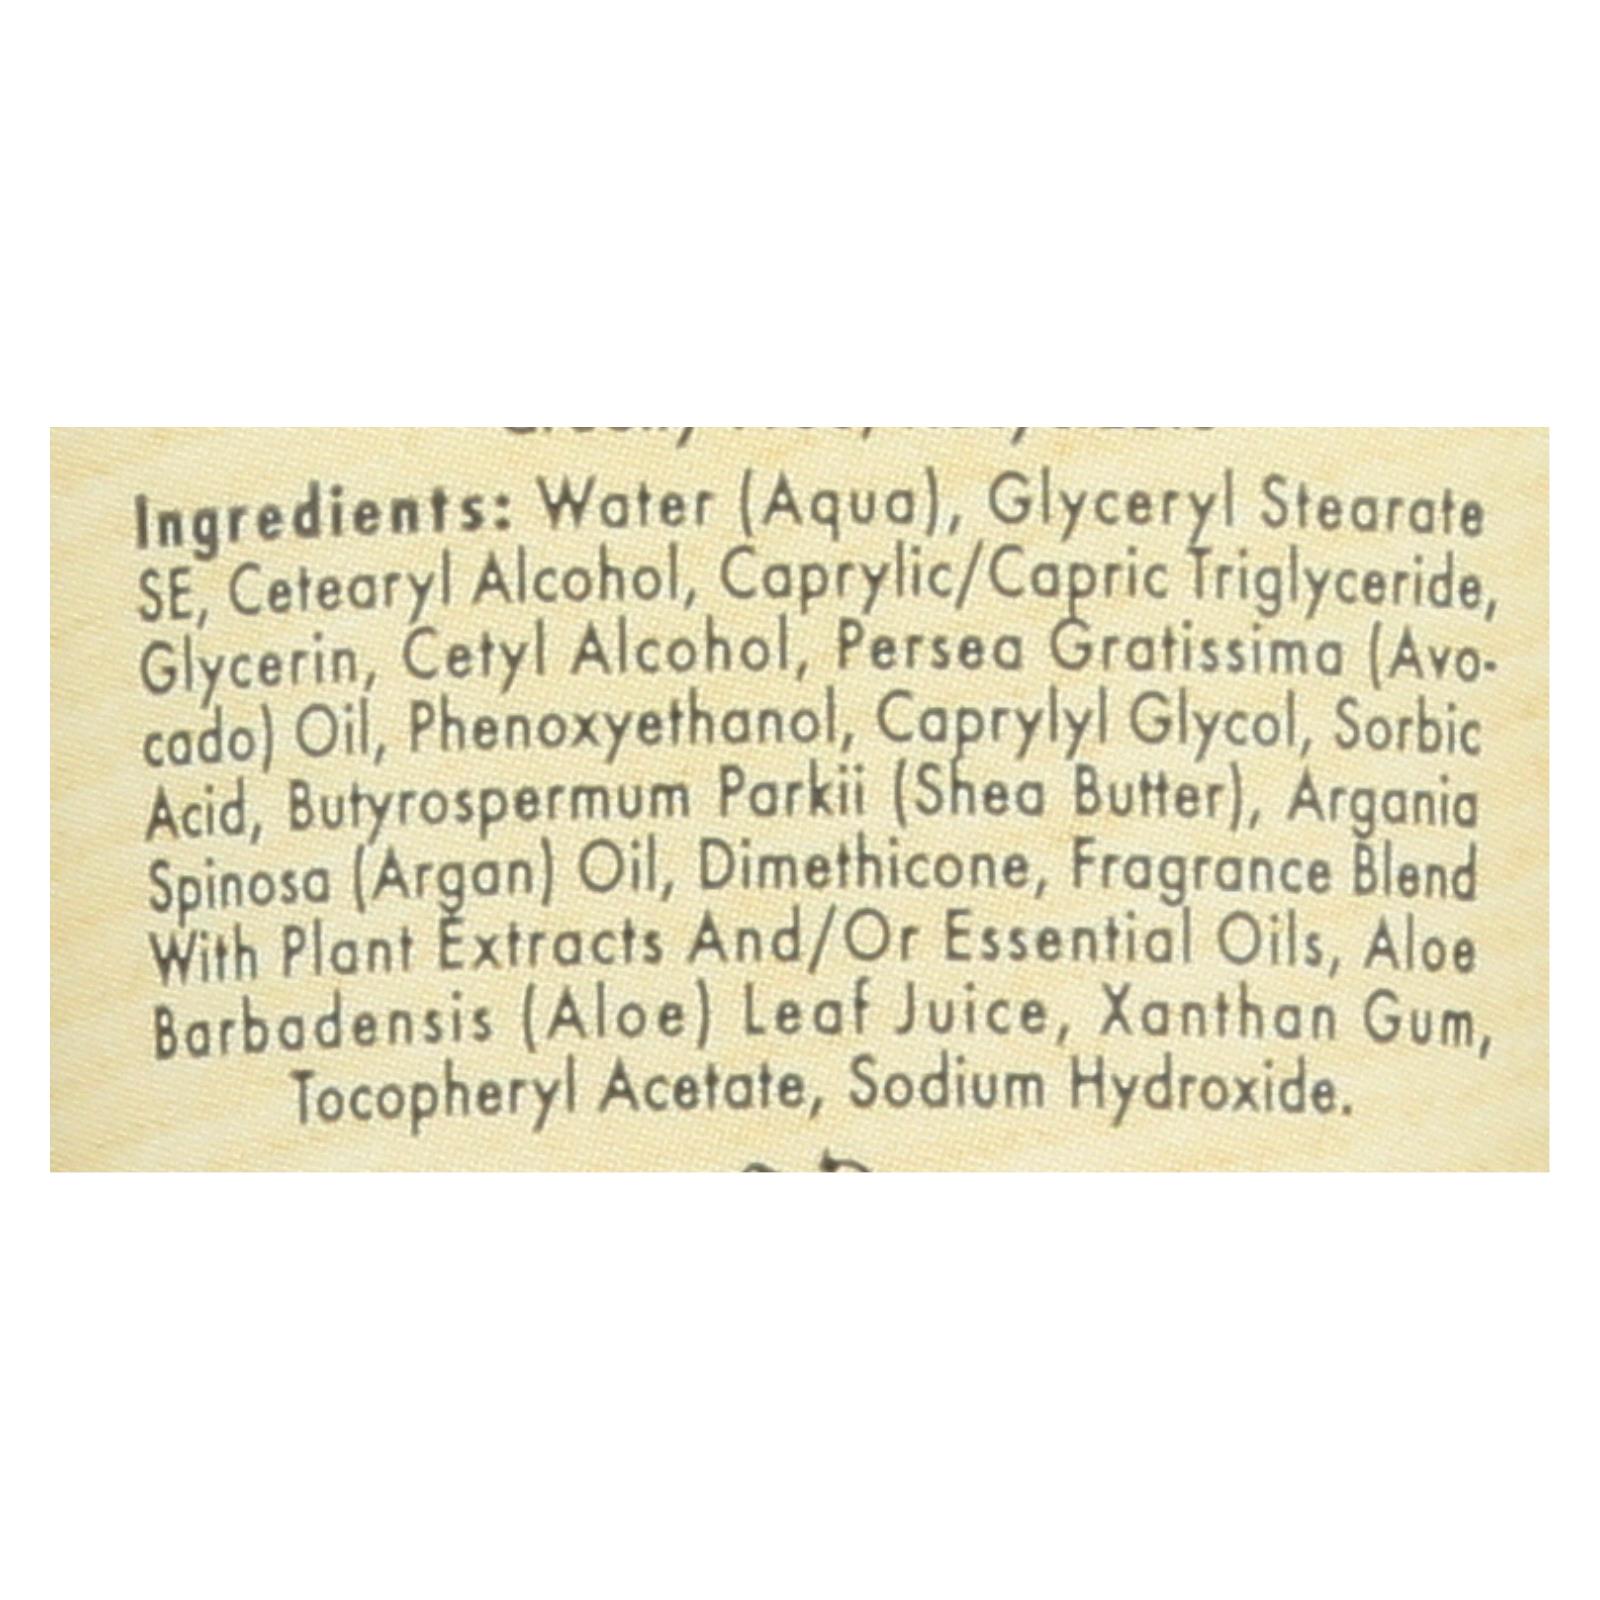 Ingredients: Water (Aqua), Glyceryl Stearate
SE, Cetearyl Alcohol, Caprylic/Capric Triglyceride,
Glycerin, Cetyl Alcohol, Persea Gratissima (Avo-
cado) Oil, Phenoxyethanol, Caprylyl Glycol, Sorbic
Acid, Butyrospermum Parkii (Shea Butter), Argania
Spinosa (Argan) Oil, Dimethicone, Fragrance Blend
With Plant Extracts And/Or Essential Oils, Aloe
Barbadensis (Aloe) Leaf Juice, Xanthan Gum,
Tocopheryl Acetate, Sodium Hydroxide.